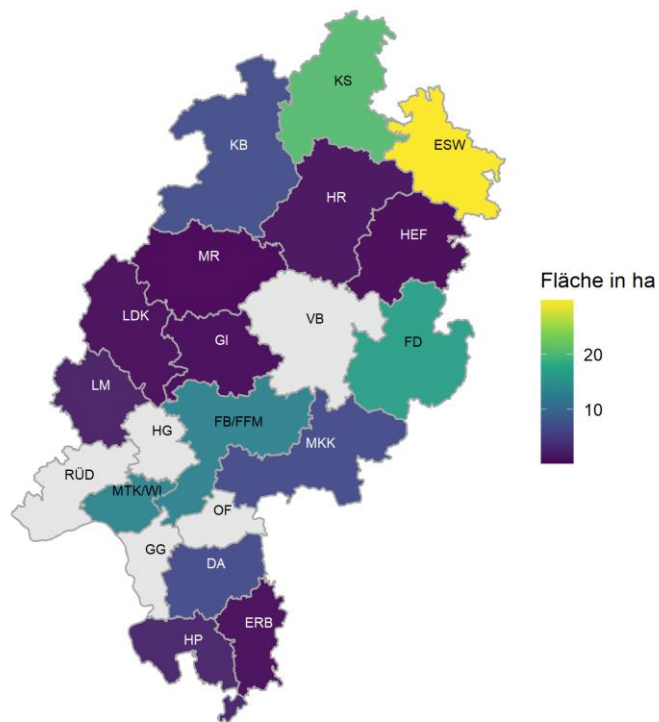 KS
KB
ESW
HR
HEF
MR
Fläche in ha
LDK
VB
GI
FD
20
LM
10
HG
FB/FFM
MKK
RÜD
MTK/WI
OF
GG
DA
ERB
HP